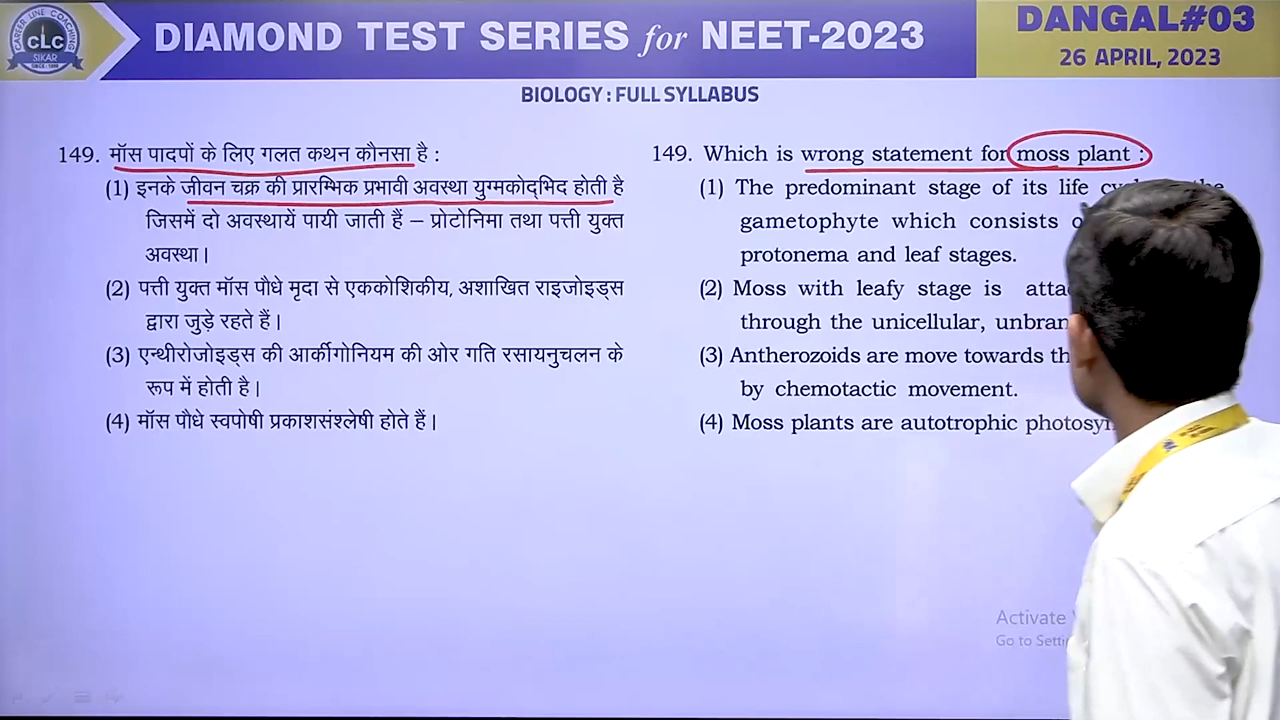 CAREER LINE COACHING
CLC
SIKAR
DIAMOND TEST SERIES for NEET-2023
DANGAL#03
26 APRIL, 2023
BIOLOGY : FULL SYLLABUS
149. मॉस पादपों के लिए गलत कथन कौनसा है :
(1) इनके जीवन चक्र की प्रारम्भिक प्रभावी अवस्था युग्मकोद्भिद होती है
जिसमें दो अवस्थायें पायी जाती हैं – प्रोटोनिमा तथा पत्ती युक्त
अवस्था।
(2) पत्ती युक्त मॉस पौधे मृदा से एककोशिकीय, अशाखित राइजोइड्स
द्वारा जुड़े रहते हैं।
(3) एन्थीरोजोइड्स की आर्कीगोनियम की ओर गति रसायनुचलन के
रूप में होती है।
(4) मॉस पौधे स्वपोषी प्रकाशसंश्लेषी होते हैं।
149. Which is wrong statement for moss plant :
(1) The predominant stage of its life
gametophyte which consists
protonema and leaf stages.
(2) Moss with leafy stage is
through the unicellular,
(3) Antherozoids are move towards
by chemotactic movement.
(4) Moss plants are autotrophic
Activate
Go to